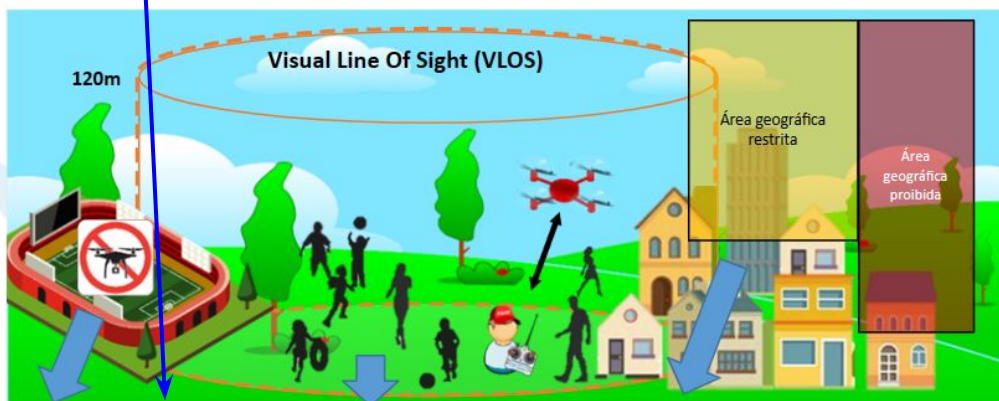 Visual Line Of Sight (VLOS)
120m
Área geográfica
restrita
Área
geográfica
proibida